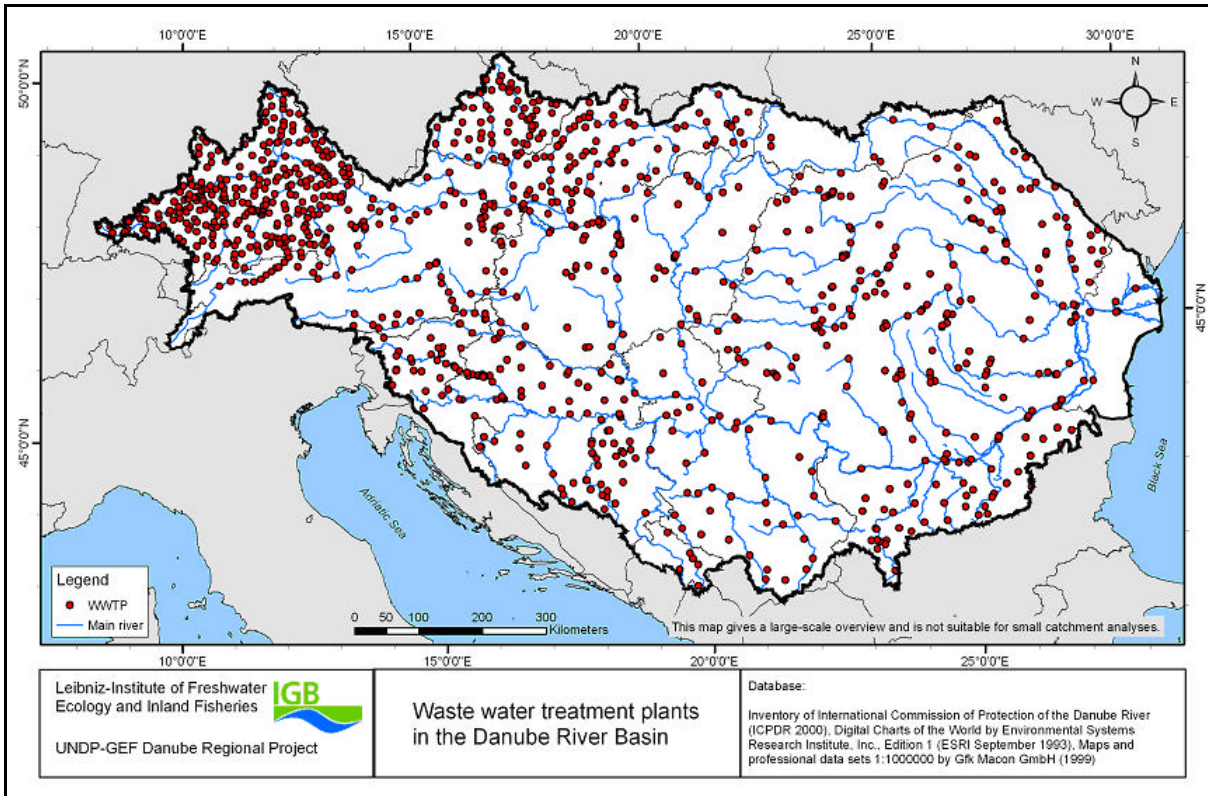 10°0'0"E 15°0'0"E 20°0'0"E 25°0'0"E 30°0'0"E
50°0'0"N
N
W E
S
45°0'0"N
45°0'0"N
Adriatic Sea
Black Sea
Legend
WWTP
Main river
0 50 100 200 300
Kilometers
This map gives a large-scale overview and is not suitable for small catchment analyses.
10°0'0"E 15°0'0"E 20°0'0"E 25°0'0"E
Leibniz-Institute of Freshwater
Ecology and Inland Fisheries
IGB
UNDP-GEF Danube Regional Project
Waste water treatment plants
in the Danube River Basin
Database:
Inventory of International Commission of Protection of the Danube River
(ICPDR 2000), Digital Charts of the World by Environmental Systems
Research Institute, Inc., Edition 1 (ESRI September 1993), Maps and
professional data sets 1:1000000 by Gfk Macon GmbH (1999)